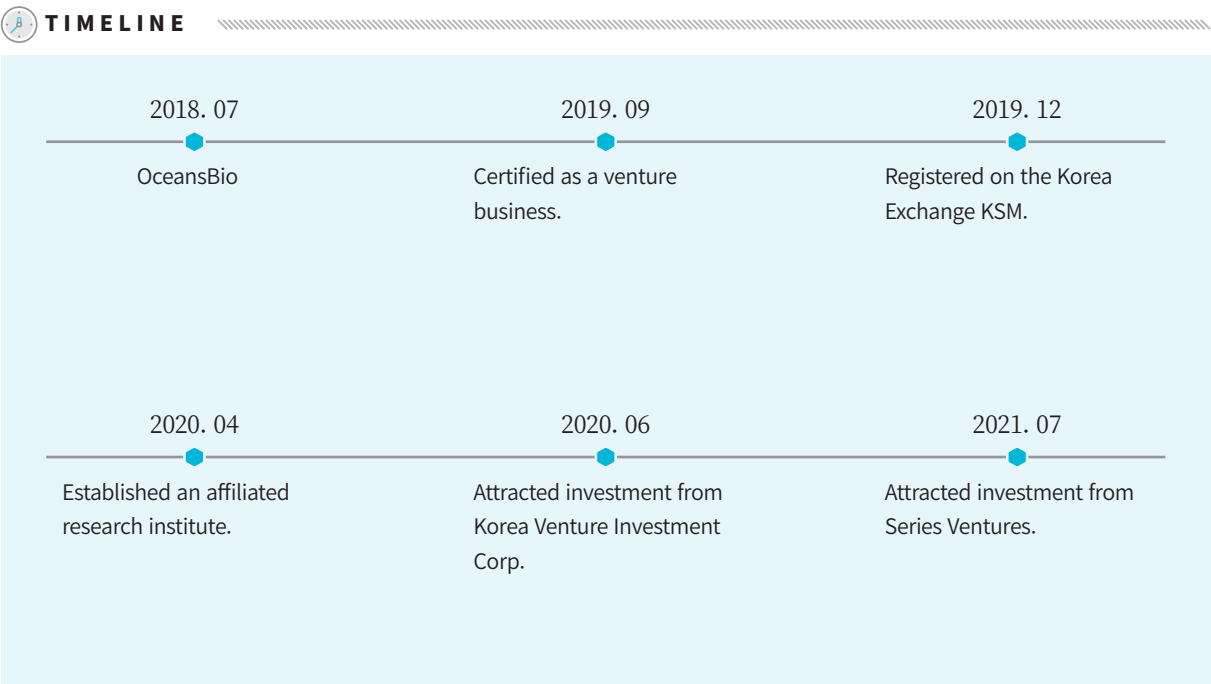 TIMELINE
2018. 07
2019. 09
2019. 12
OceansBio
Certified as a venture
business.
Registered on the Korea
Exchange KSM.
2020. 04
2020. 06
2021. 07
Established an affiliated
research institute.
Attracted investment from
Korea Venture Investment
Corp.
Attracted investment from
Series Ventures.